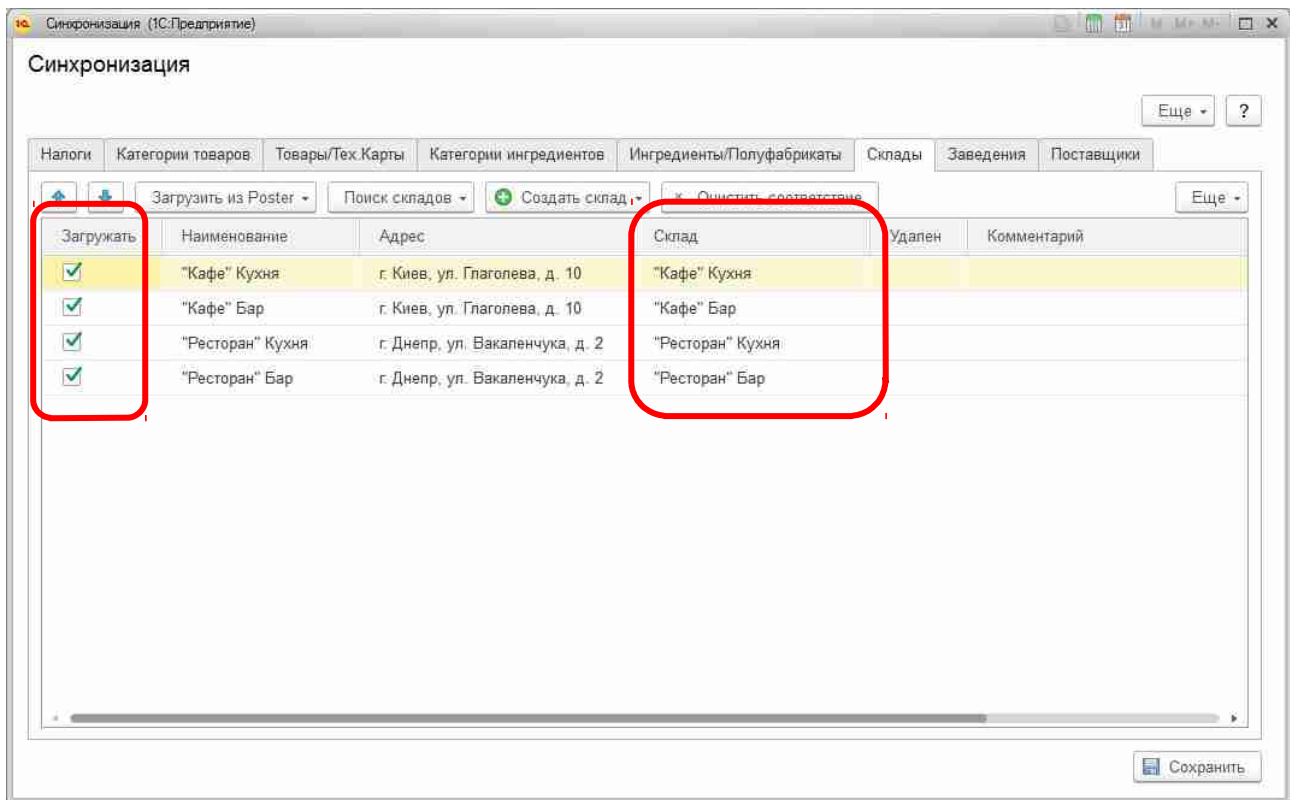 Синхронизация (1С:Предприятие) M M+ M-
Синхронизация
Еще ?
Налоги Категории товаров Товары/Тех.Карты Категории ингредиентов Ингредиенты/Полуфабрикаты Склады Заведения Поставщики
Загрузить из Poster Поиск складов Создать склад × Очистить соответствие Еще
Загружать Наименование Адрес Склад Удален Комментарий
"Кафе" Кухня г. Киев, ул. Глаголева, д. 10 "Кафе" Кухня
"Кафе" Бар г. Киев, ул. Глаголева, д. 10 "Кафе" Бар
"Ресторан" Кухня г. Днепр, ул. Вакаленчука, д. 2 "Ресторан" Кухня
"Ресторан" Бар г. Днепр, ул. Вакаленчука, д. 2 "Ресторан" Бар
Сохранить